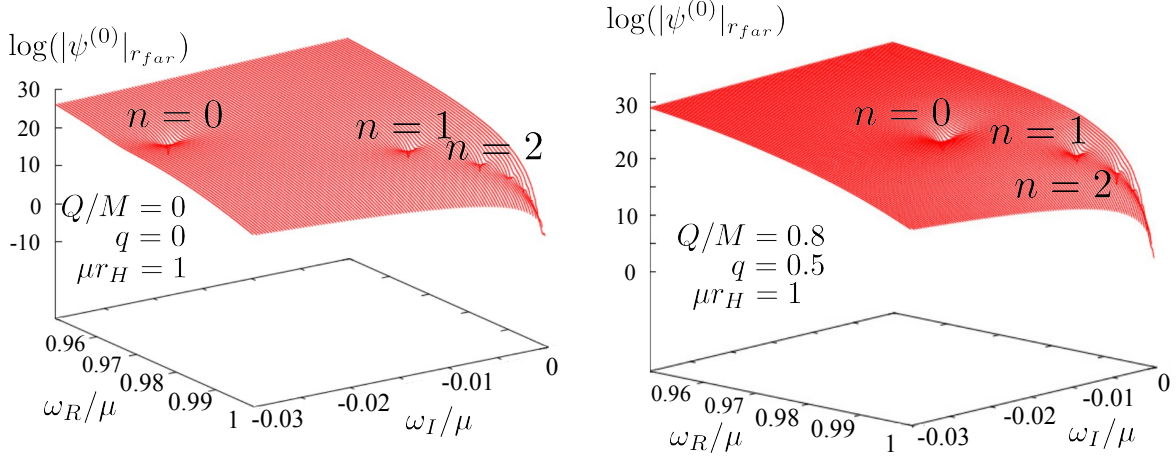 log(|ψ^{(0)}|_{r_{far}})
30
20
10
0
-10
n = 0
n = 1
n = 2
Q/M = 0
q = 0
μr_H = 1
0.96
0.97
0.98
0.99
1
ω_R/μ
-0.03
-0.02
-0.01
0
ω_I/μ
log(|ψ^{(0)}|_{r_{far}})
30
20
10
0
n = 0
n = 1
n = 2
Q/M = 0.8
q = 0.5
μr_H = 1
0.96
0.97
0.98
0.99
1
ω_R/μ
-0.03
-0.02
-0.01
0
ω_I/μ